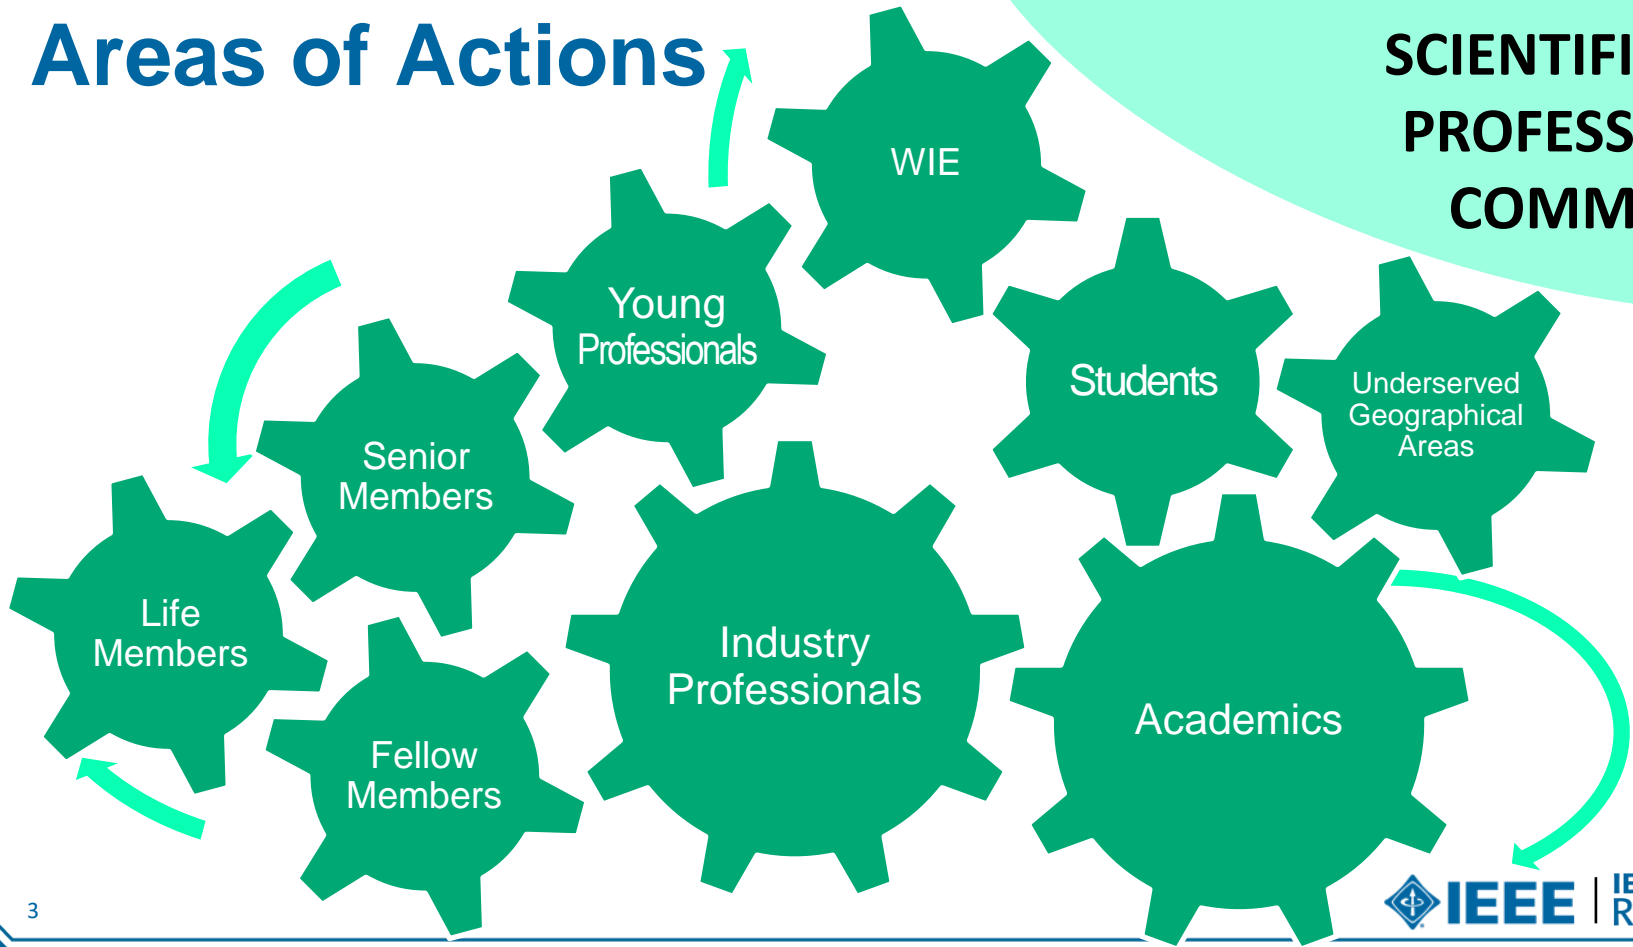 Areas of Actions
SCIENTIFI
PROFESS
COMM
WIE
Young
Professionals
Students
Underserved
Geographical
Areas
Senior
Members
Life
Members
Fellow
Members
Industry
Professionals
Academics
3
IEEE